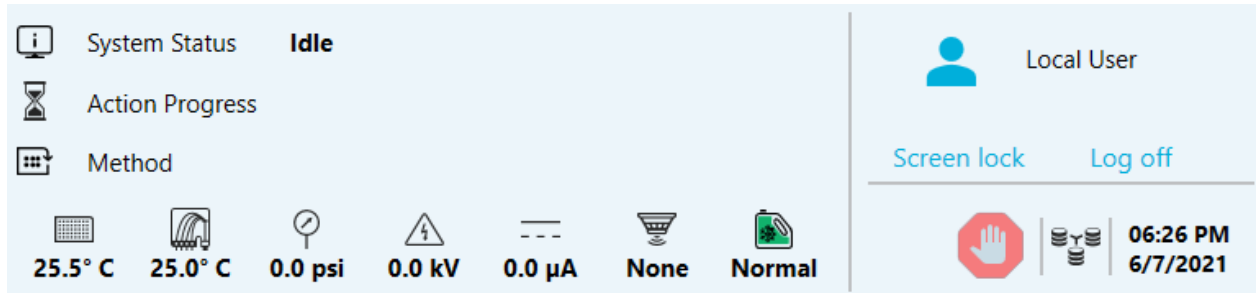 System Status Idle
Action Progress
Method
25.5° C 25.0° C 0.0 psi 0.0 kV 0.0 µA None Normal
Local User
Screen lock Log off
06:26 PM
6/7/2021